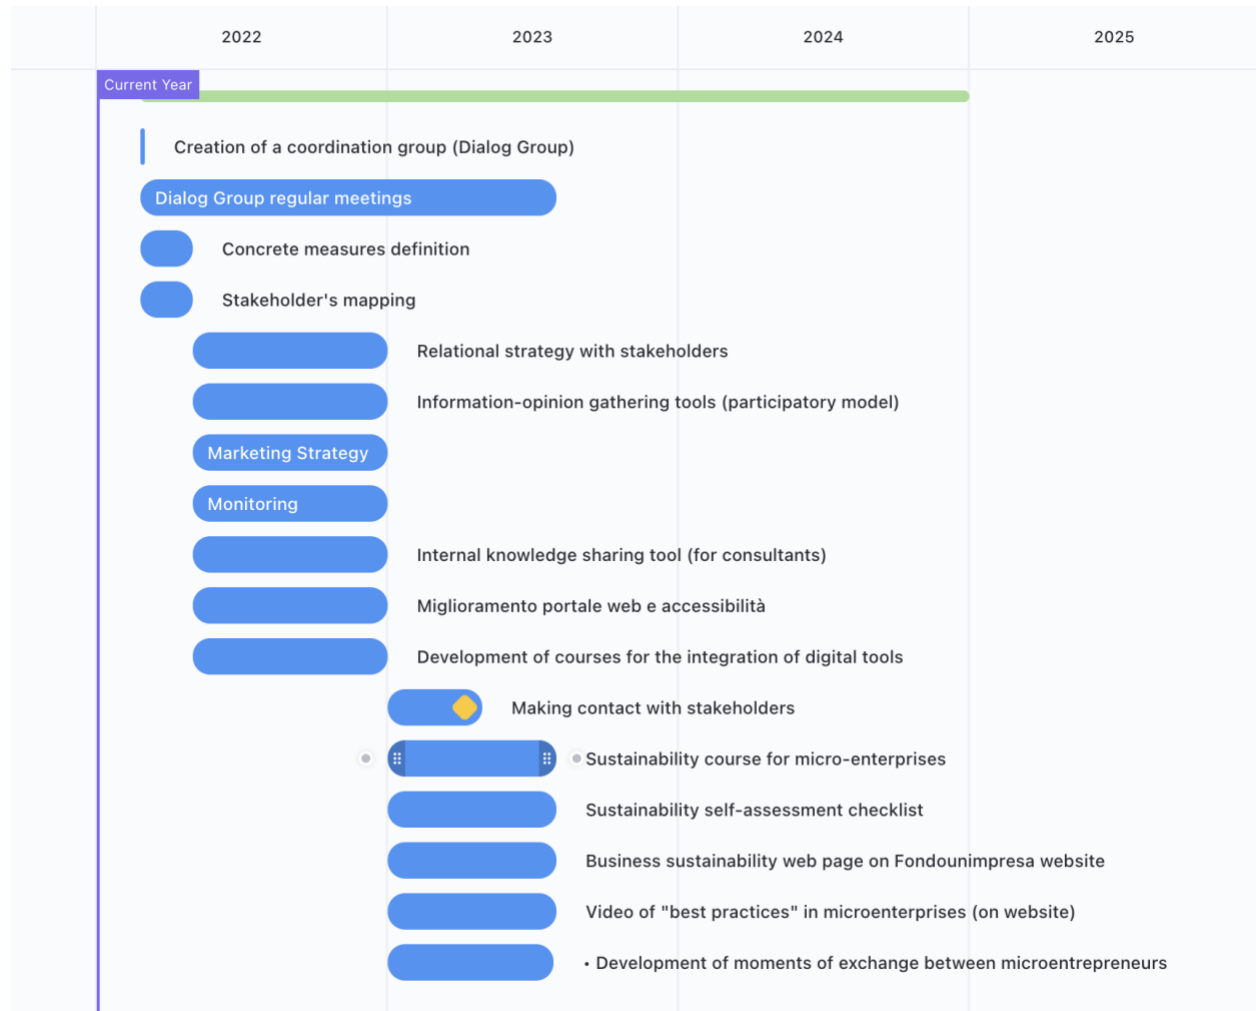 2022 2023 2024 2025
Current Year
Creation of a coordination group (Dialog Group)
Dialog Group regular meetings
Concrete measures definition
Stakeholder's mapping
Relational strategy with stakeholders
Information-opinion gathering tools (participatory model)
Marketing Strategy
Monitoring
Internal knowledge sharing tool (for consultants)
Miglioramento portale web e accessibilità
Development of courses for the integration of digital tools
Making contact with stakeholders
Sustainability course for micro-enterprises
Sustainability self-assessment checklist
Business sustainability web page on Fondounimpresa website
Video of "best practices" in microenterprises (on website)
• Development of moments of exchange between microentrepreneurs